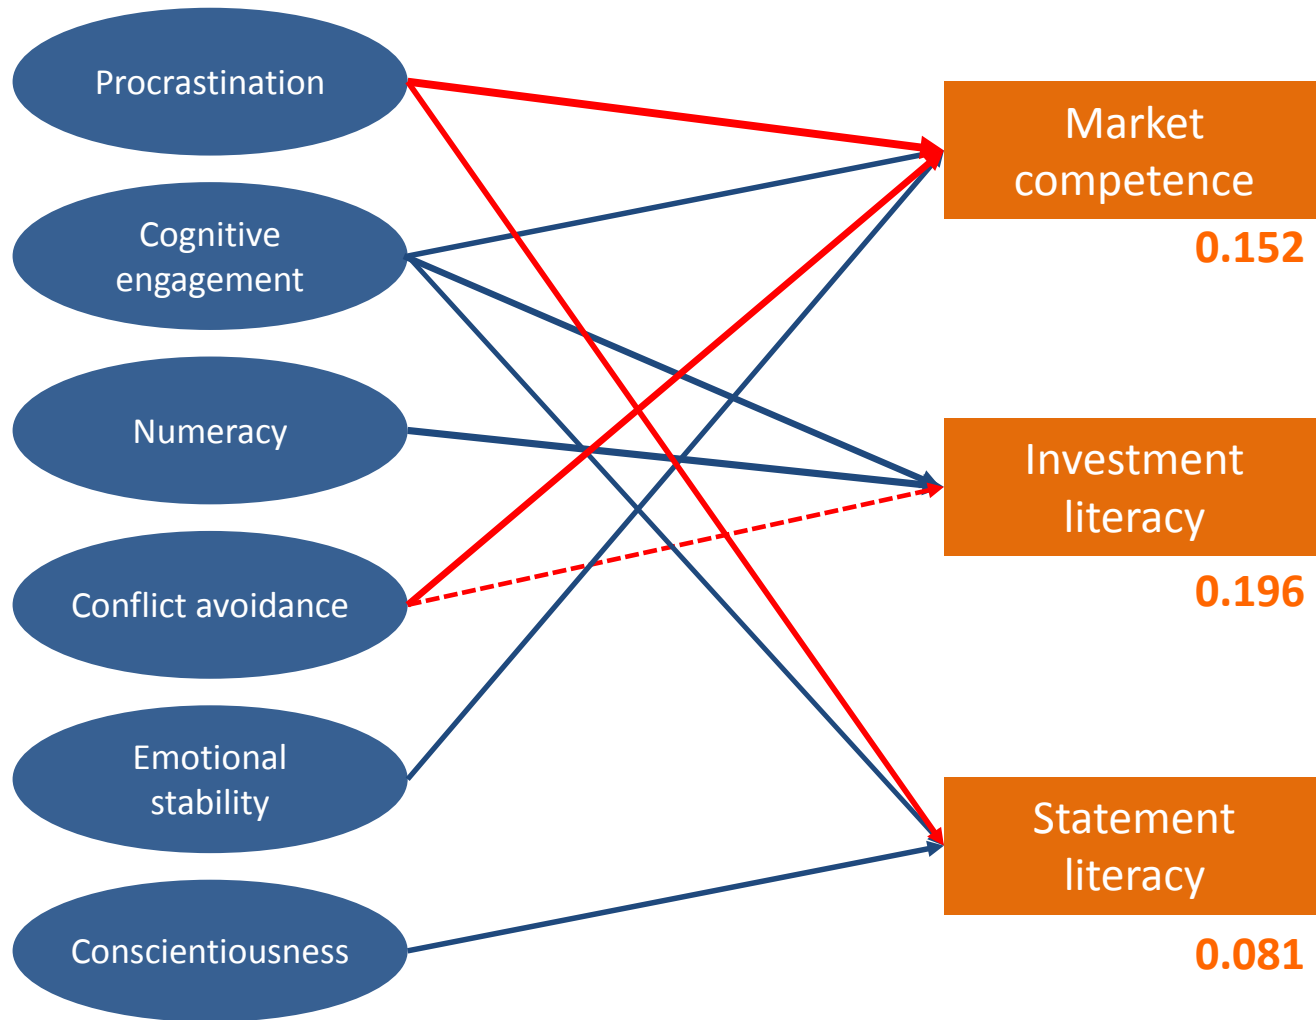 Procrastination
Cognitive
engagement
Numeracy
Conflict avoidance
Emotional
stability
Conscientiousness
Market
competence
0.152
Investment
literacy
0.196
Statement
literacy
0.081